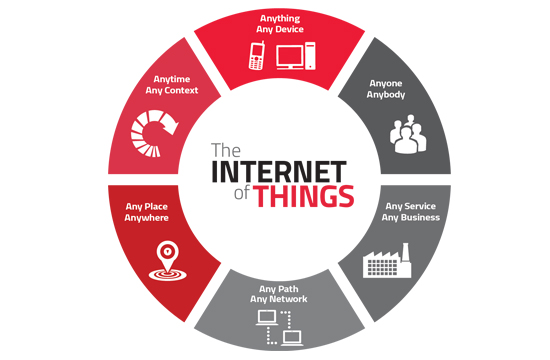 Anything
Any Device
Anyone
Anybody
Any Service
Any Business
Any Path
Any Network
Any Place
Anywhere
Anytime
Any Context
The
INTERNET
of THINGS